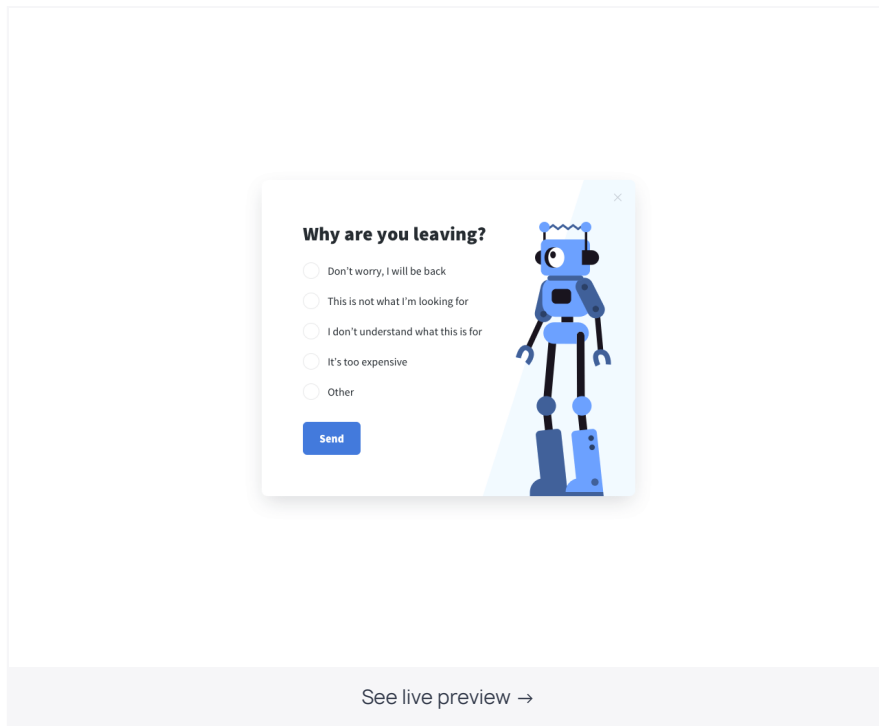 Why are you leaving?
Don't worry, I will be back
This is not what I'm looking for
I don't understand what this is for
It's too expensive
Other
Send
See live preview →